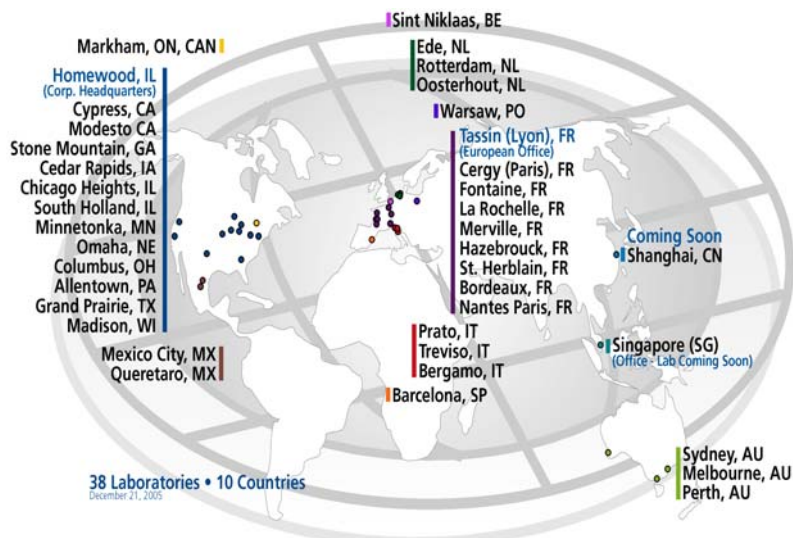 Sint Niklaas, BE
Markham, ON, CAN
Ede, NL
Rotterdam, NL
Oosterhout, NL
Homewood, IL
(Corp. Headquarters)
Cypress, CA
Modesto CA
Stone Mountain, GA
Cedar Rapids, IA
Chicago Heights, IL
South Holland, IL
Minnetonka, MN
Omaha, NE
Columbus, OH
Allentown, PA
Grand Prairie, TX
Madison, WI
Mexico City, MX
Queretaro, MX
Warsaw, PO
Tassin (Lyon), FR
(European Office)
Cergy (Paris), FR
Fontaine, FR
La Rochelle, FR
Merville, FR
Hazebrouck, FR
St. Herblain, FR
Bordeaux, FR
Nantes Paris, FR
Prato, IT
Treviso, IT
Bergamo, IT
Barcelona, SP
Coming Soon
Shanghai, CN
Singapore (SG)
(Office - Lab Coming Soon)
Sydney, AU
Melbourne, AU
Perth, AU
38 Laboratories • 10 Countries
December 21, 2005